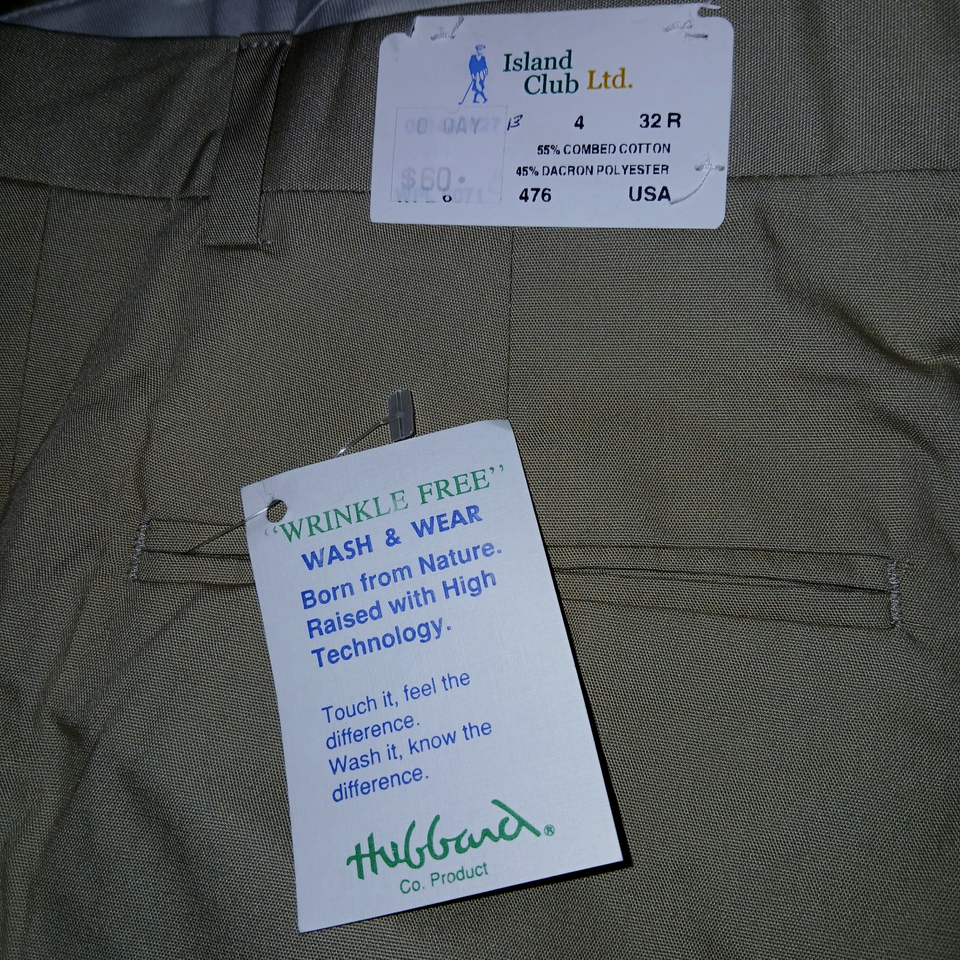 Island
Club Ltd.
4 32 R
55% COMBED COTTON
45% DACRON POLYESTER
$60.
476 USA
"WRINKLE FREE"
WASH & WEAR
Born from Nature.
Raised with High
Technology.
Touch it, feel the
difference.
Wash it, know the
difference.
Hubbard®
Co. Product